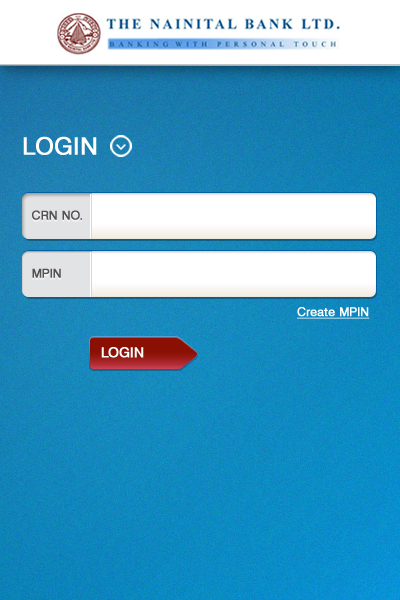 THE NAINITAL BANK LTD.
BANKING WITH PERSONAL TOUCH
LOGIN
CRN NO.
MPIN
Create MPIN
LOGIN